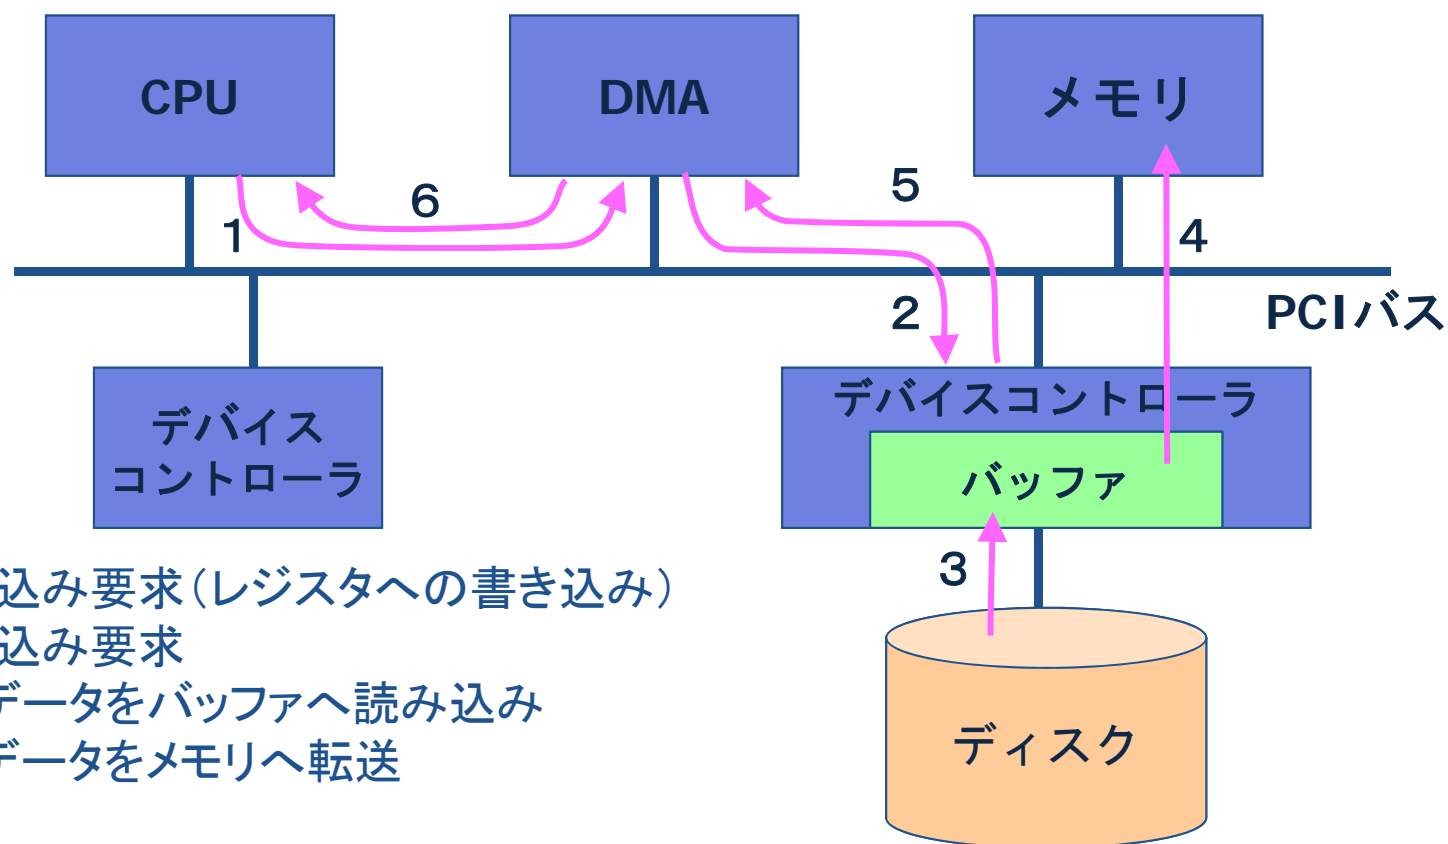 CPU
DMA
メモリ
6
1
5
4
2
PCIバス
デバイス
コントローラ
デバイスコントローラ
バッファ
3
込み要求(レジスタへの書き込み)
込み要求
データをバッファへ読み込み
データをメモリへ転送
ディスク